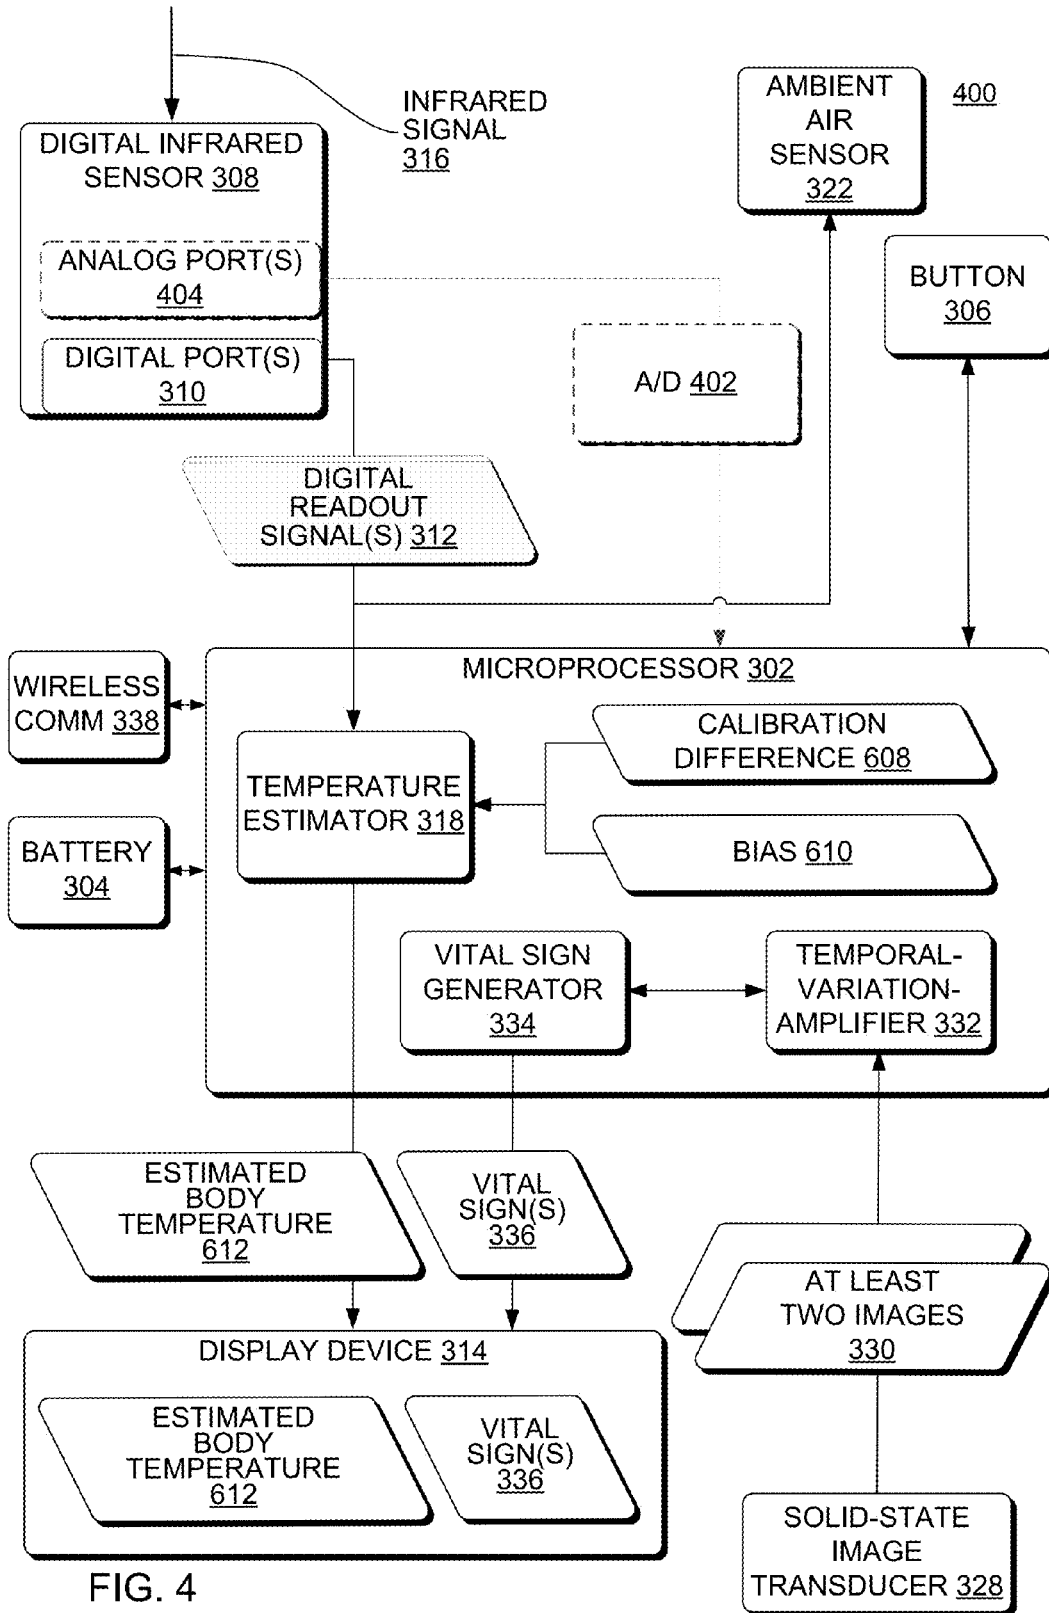 INFRARED
SIGNAL
316
AMBIENT
AIR
SENSOR
322
400
DIGITAL INFRARED
SENSOR 308
ANALOG PORT(S)
404
DIGITAL PORT(S)
310
BUTTON
306
A/D 402
DIGITAL
READOUT
SIGNAL(S) 312
WIRELESS
COMM 338
BATTERY
304
MICROPROCESSOR 302
TEMPERATURE
ESTIMATOR 318
CALIBRATION
DIFFERENCE 608
BIAS 610
VITAL SIGN
GENERATOR
334
TEMPORAL-
VARIATION-
AMPLIFIER 332
ESTIMATED
BODY
TEMPERATURE
612
VITAL
SIGN(S)
336
AT LEAST
TWO IMAGES
330
DISPLAY DEVICE 314
ESTIMATED
BODY
TEMPERATURE
612
VITAL
SIGN(S)
336
SOLID-STATE
IMAGE
TRANSDUCER 328
FIG. 4